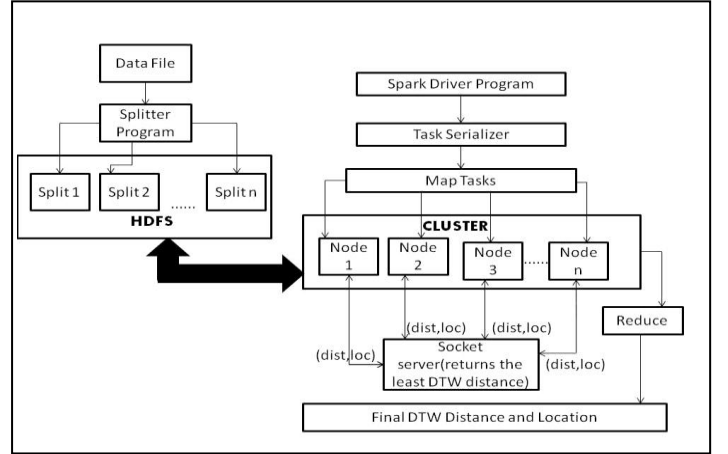 Data File
Splitter
Program
Split 1
Split 2
......
Split n
HDFS
Spark Driver Program
Task Serializer
Map Tasks
CLUSTER
Node
1
Node
2
Node
3
......
Node
n
Reduce
(dist,loc)
(dist,loc)
(dist,loc)
(dist,loc)
Socket
server(returns the
least DTW distance)
Final DTW Distance and Location